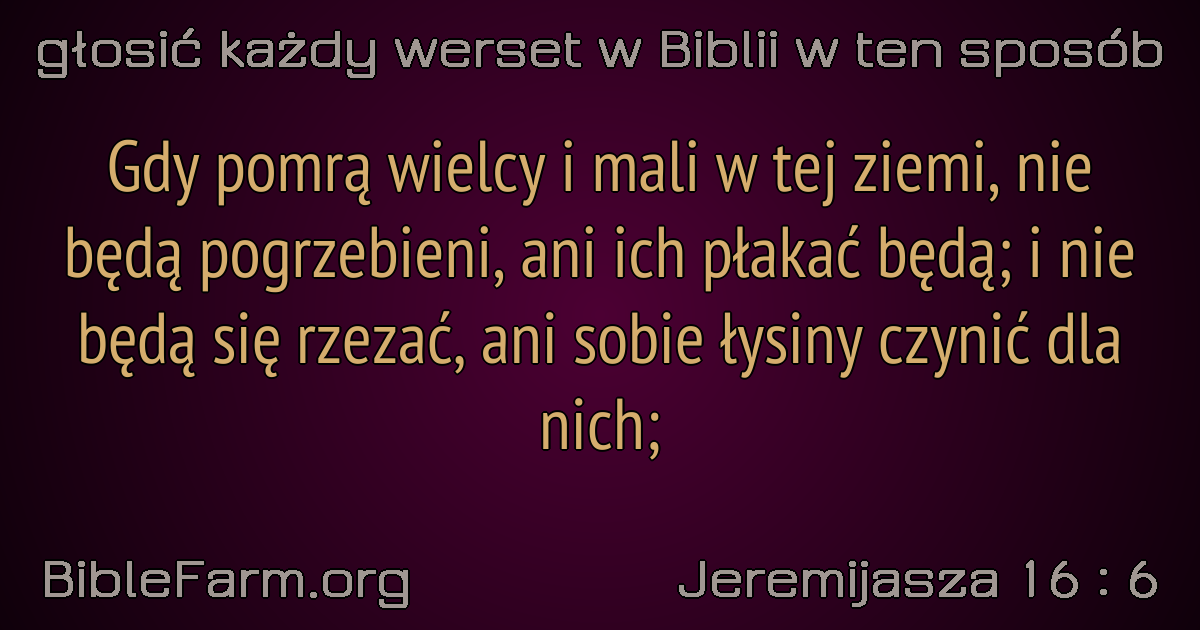 głosić każdy werset w Biblii w ten sposób
Gdy pomrą wielcy i mali w tej ziemi, nie
będą pogrzebieni, ani ich płakać będą; i nie
będą się rzezać, ani sobie łysiny czynić dla
nich;
BibleFarm.org
Jeremijasza 16 : 6